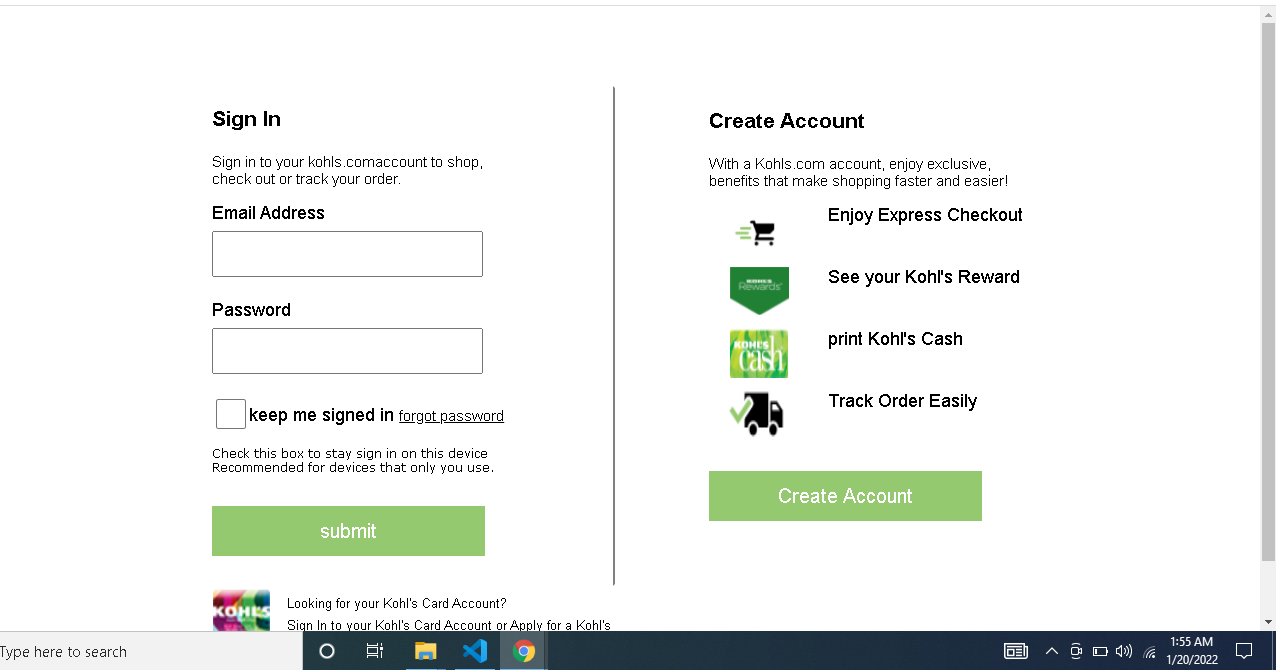 Sign In
Sign in to your kohls.comaccount to shop,
check out or track your order.
Email Address
Password
keep me signed in forgot password
Check this box to stay sign in on this device
Recommended for devices that only you use.
submit
KOHL'S
Looking for your Kohl's Card Account?
Sign In to your Kohl's Card Account or Apply for a Kohl's
Create Account
With a Kohls.com account, enjoy exclusive,
benefits that make shopping faster and easier!
Enjoy Express Checkout
KOHL'S
Rewards
See your Kohl's Reward
KOHL'S
cash
print Kohl's Cash
Track Order Easily
Create Account
Type here to search
1:55 AM
1/20/2022